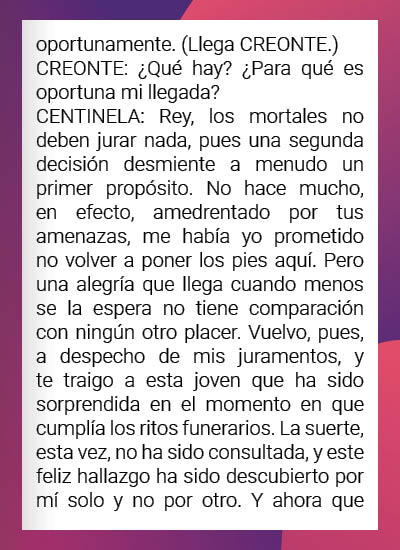 oportunamente. (Llega CREONTE.)
CREONTE: ¿Qué hay? ¿Para qué es
oportuna mi llegada?
CENTINELA: Rey, los mortales no
deben jurar nada, pues una segunda
decisión desmiente a menudo un
primer propósito. No hace mucho,
en efecto, amedrentado por tus
amenazas, me había yo prometido
no volver a poner los pies aquí. Pero
una alegría que llega cuando menos
se la espera no tiene comparación
con ningún otro placer. Vuelvo, pues,
a despecho de mis juramentos, y
te traigo a esta joven que ha sido
sorprendida en el momento en que
cumplía los ritos funerarios. La suerte,
esta vez, no ha sido consultada, y este
feliz hallazgo ha sido descubierto por
mí solo y no por otro. Y ahora que